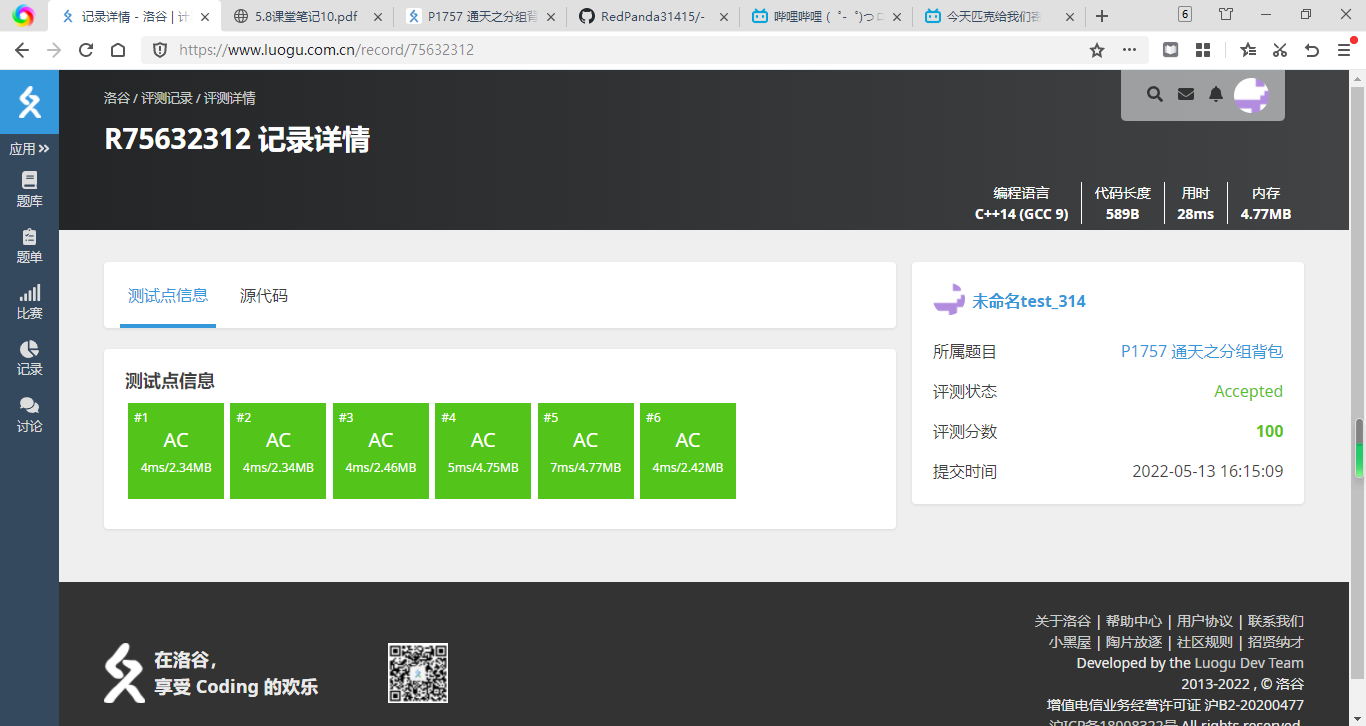 记录详情 - 洛谷 | 计
5.8课堂笔记10.pdf
P1757 通天之分组背
RedPanda31415/-
哔哩哔哩 ( ゜- ゜)つロ
今天匹克给我们寄
6
https://www.luogu.com.cn/record/75632312
洛谷 / 评测记录 / 评测详情
R75632312 记录详情
应用
题库
题单
比赛
记录
讨论
编程语言 代码长度 用时 内存
C++14 (GCC 9) 589B 28ms 4.77MB
测试点信息 源代码
测试点信息
#1 #2 #3 #4 #5 #6
AC AC AC AC AC AC
4ms/2.34MB 4ms/2.34MB 4ms/2.46MB 5ms/4.75MB 7ms/4.77MB 4ms/2.42MB
未命名test_314
所属题目 P1757 通天之分组背包
评测状态 Accepted
评测分数 100
提交时间 2022-05-13 16:15:09
在洛谷，
享受 Coding 的欢乐
关于洛谷 | 帮助中心 | 用户协议 | 联系我们
小黑屋 | 陶片放逐 | 社区规则 | 招贤纳才
Developed by the Luogu Dev Team
2013-2022 , © 洛谷
增值电信业务经营许可证 沪B2-20200477
沪ICP备18008322号 All rights reserved.